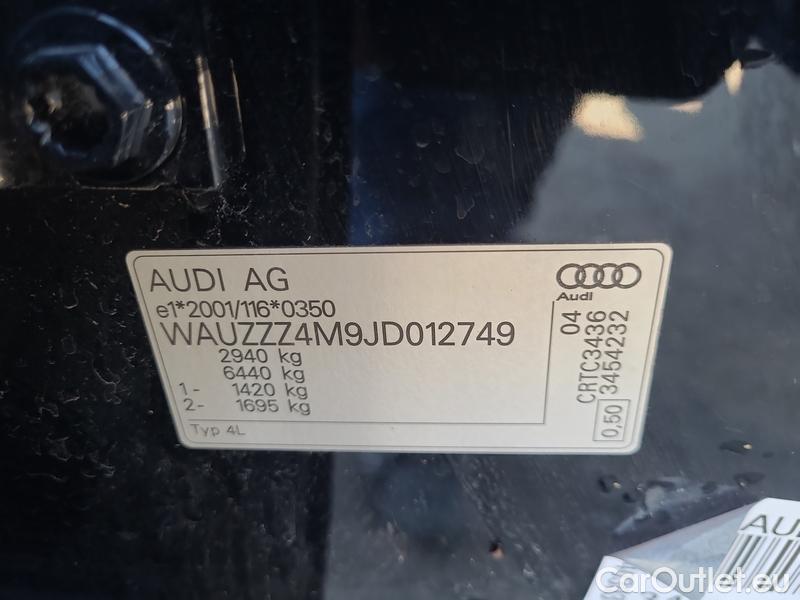 AUDI AG
e1*2001/116*0350
WAUZZZ4M9JD012749
2940 kg
6440 kg
1- 1420 kg
2- 1695 kg
Typ 4L
Audi
04
CRTC3436
3454232
0,50
AUDI
CarOutlet.eu